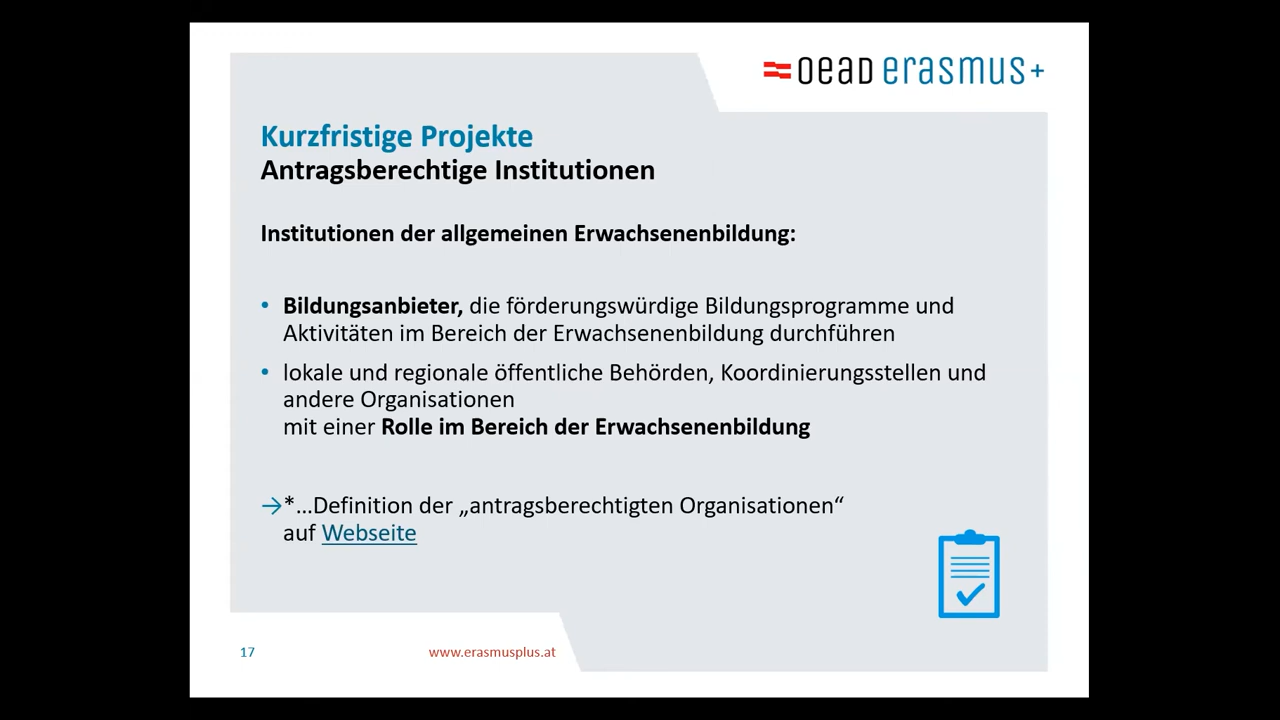 oead erasmus+
Kurzfristige Projekte
Antragsberechtige Institutionen
Institutionen der allgemeinen Erwachsenenbildung:
• Bildungsanbieter, die förderungswürdige Bildungsprogramme und
Aktivitäten im Bereich der Erwachsenenbildung durchführen
• lokale und regionale öffentliche Behörden, Koordinierungsstellen und
andere Organisationen
mit einer Rolle im Bereich der Erwachsenenbildung
→*…Definition der „antragsberechtigten Organisationen“
auf Webseite
17
www.erasmusplus.at